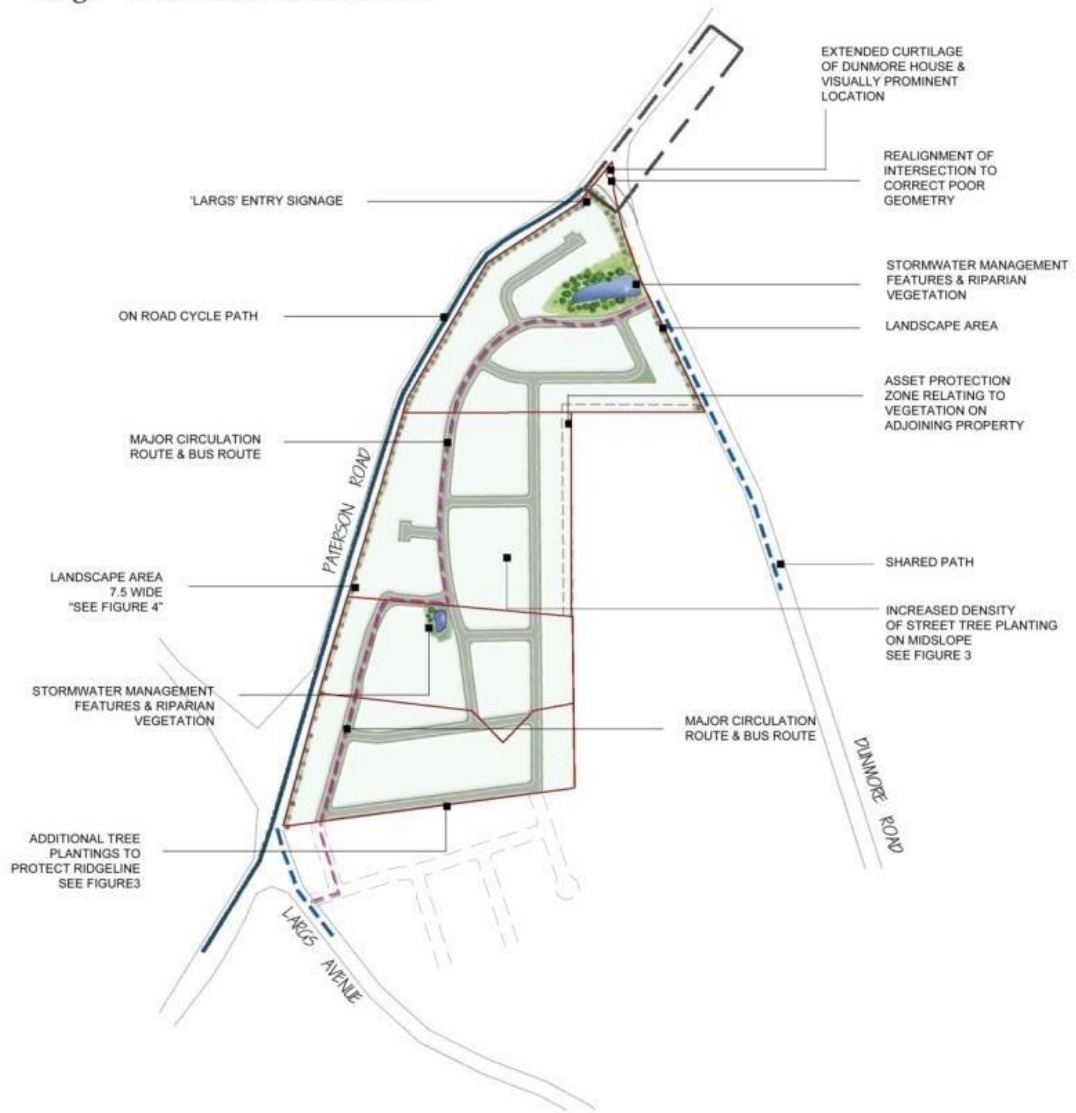 EXTENDED CURTILAGE
OF DUNMORE HOUSE &
VISUALLY PROMINENT
LOCATION
REALIGNMENT OF
INTERSECTION TO
CORRECT POOR
GEOMETRY
'LARGS' ENTRY SIGNAGE
STORMWATER MANAGEMENT
FEATURES & RIPARIAN
VEGETATION
ON ROAD CYCLE PATH
LANDSCAPE AREA
ASSET PROTECTION
ZONE RELATING TO
VEGETATION ON
ADJOINING PROPERTY
MAJOR CIRCULATION
ROUTE & BUS ROUTE
PATERSON ROAD
SHARED PATH
LANDSCAPE AREA
7.5 WIDE
"SEE FIGURE 4"
INCREASED DENSITY
OF STREET TREE PLANTING
ON MIDSLOPE
SEE FIGURE 3
STORMWATER MANAGEMENT
FEATURES & RIPARIAN
VEGETATION
MAJOR CIRCULATION
ROUTE & BUS ROUTE
DUNMORE ROAD
ADDITIONAL TREE
PLANTINGS TO
PROTECT RIDGELINE
SEE FIGURE3
LARGS AVENUE